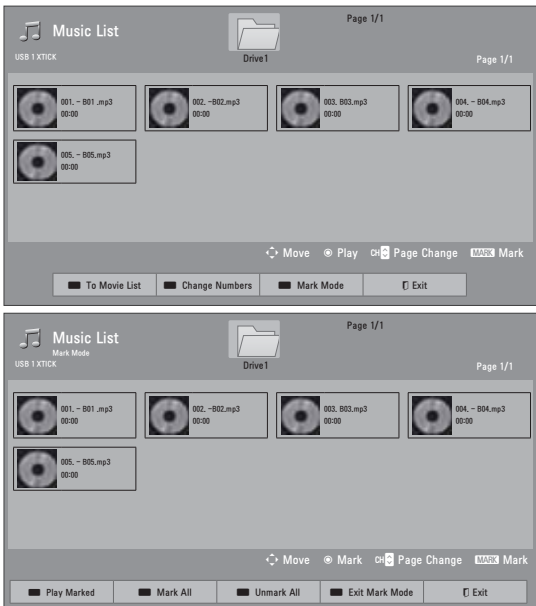 Page 1/1
Music List
USB 1 XTICK
Drive1
Page 1/1
001. - B01 .mp3
00:00
002. -B02.mp3
00:00
003. B03.mp3
00:00
004. - B04.mp3
00:00
005. - B05.mp3
00:00
Move Play CH Page Change MARK Mark
To Movie List Change Numbers Mark Mode Exit
Page 1/1
Music List
Mark Mode
USB 1 XTICK
Drive1
Page 1/1
001. - B01 .mp3
00:00
002. -B02.mp3
00:00
003. B03.mp3
00:00
004. - B04.mp3
00:00
005. - B05.mp3
00:00
Move Mark CH Page Change MARK Mark
Play Marked Mark All Unmark All Exit Mark Mode Exit